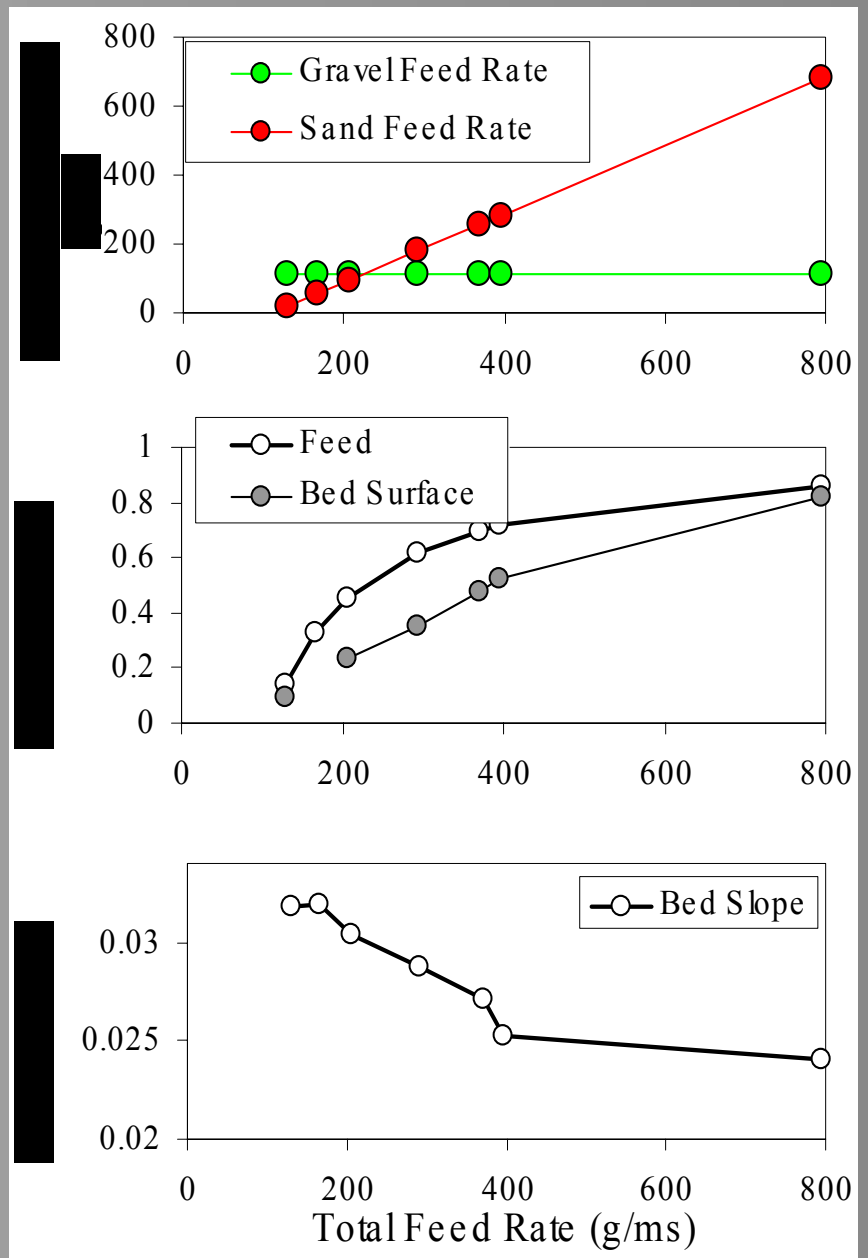 800
600
400
200
0
Gravel Feed Rate
Sand Feed Rate
0 200 400 600 800
1
0.8
0.6
0.4
0.2
0
Feed
Bed Surface
0 200 400 600 800
Bed Slope
0.03
0.025
0.02
0 200 400 600 800
Total Feed Rate (g/ms)